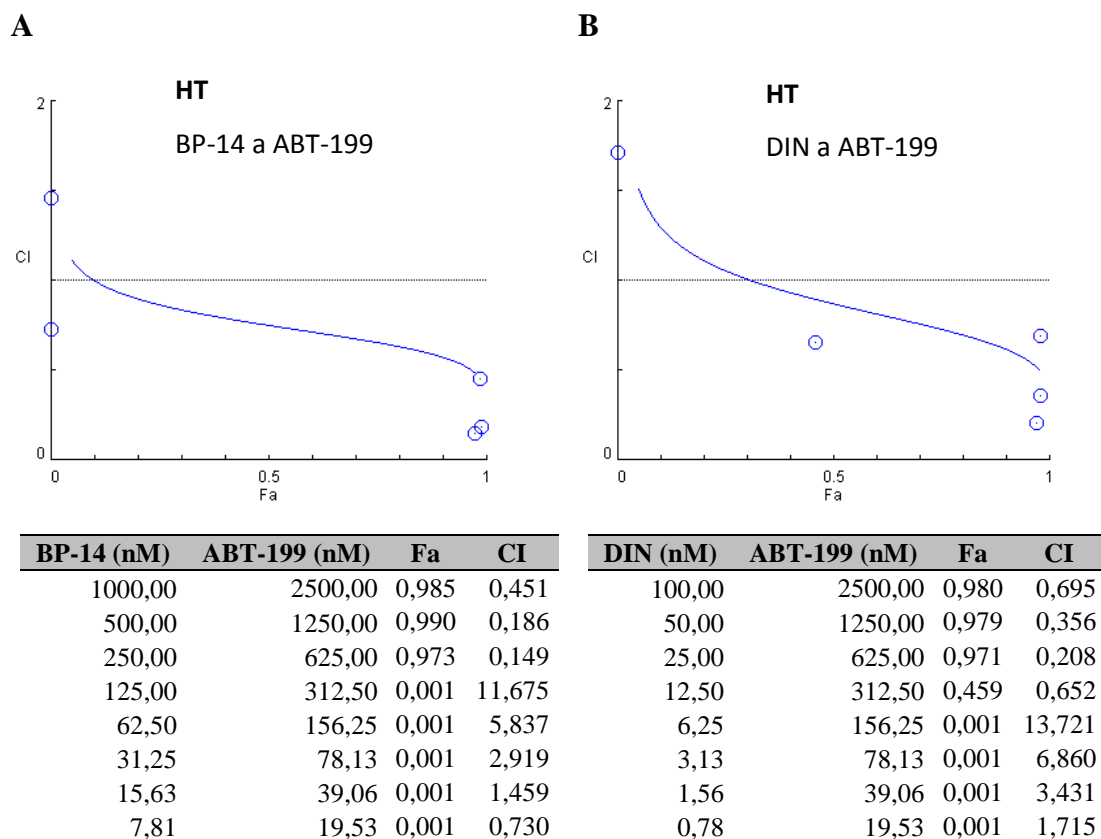 A
B
HT
BP-14 a ABT-199
2
CI
0
0
0.5
1
Fa
HT
DIN a ABT-199
2
CI
0
0
0.5
1
Fa
BP-14 (nM) ABT-199 (nM) Fa CI
1000,00 2500,00 0,985 0,451
500,00 1250,00 0,990 0,186
250,00 625,00 0,973 0,149
125,00 312,50 0,001 11,675
62,50 156,25 0,001 5,837
31,25 78,13 0,001 2,919
15,63 39,06 0,001 1,459
7,81 19,53 0,001 0,730
DIN (nM) ABT-199 (nM) Fa CI
100,00 2500,00 0,980 0,695
50,00 1250,00 0,979 0,356
25,00 625,00 0,971 0,208
12,50 312,50 0,459 0,652
6,25 156,25 0,001 13,721
3,13 78,13 0,001 6,860
1,56 39,06 0,001 3,431
0,78 19,53 0,001 1,715